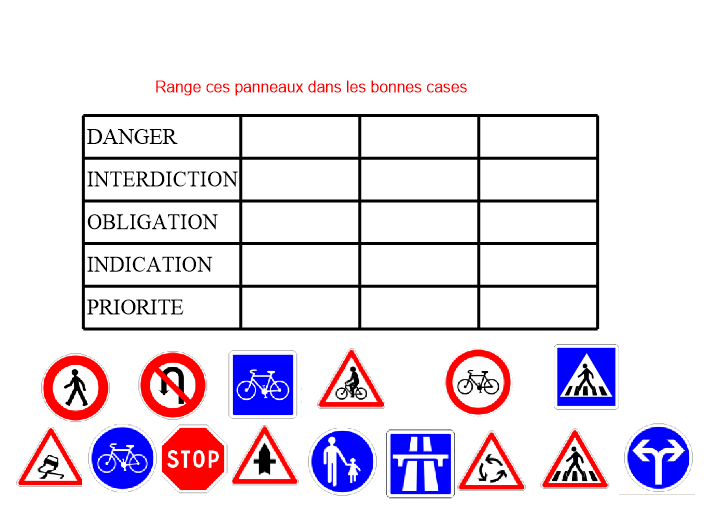 Range ces panneaux dans les bonnes cases
DANGER
INTERDICTION
OBLIGATION
INDICATION
PRIORITE
STOP